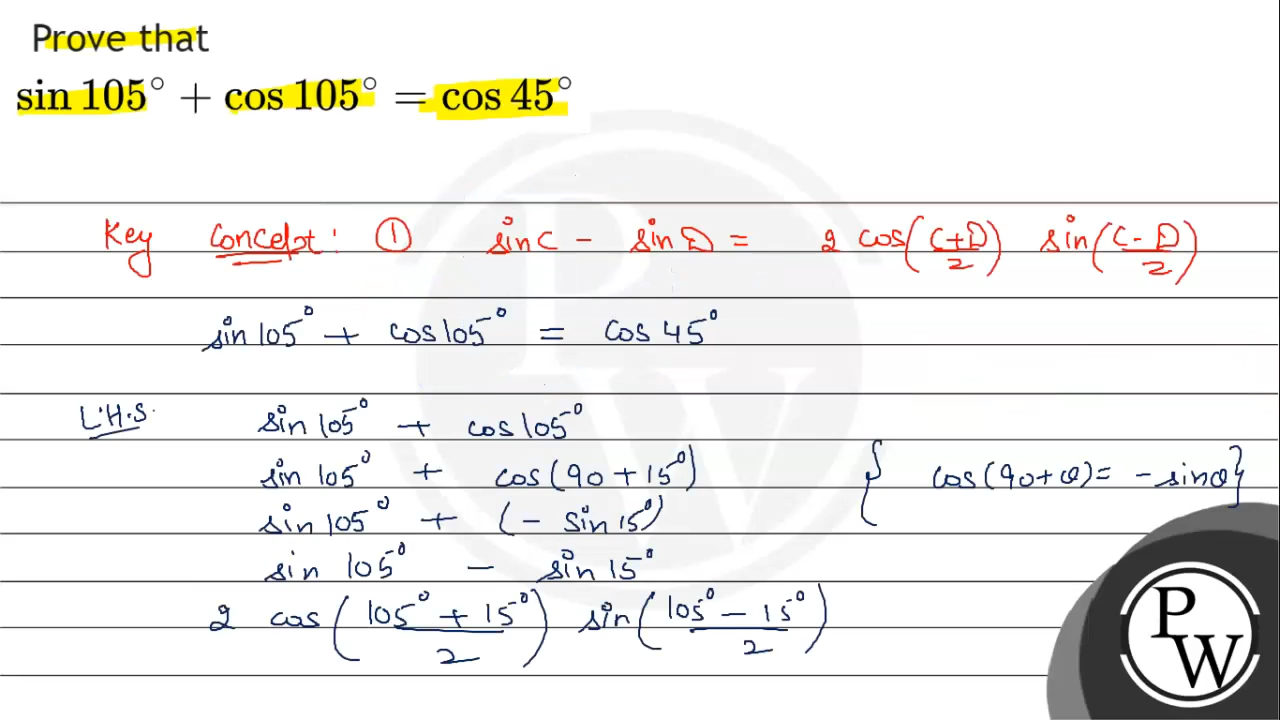 Prove that
sin 105° + cos 105° = cos 45°
Key Concept: ① sin C - sin D = 2 cos((C+D)/2) sin((C-D)/2)
sin 105° + cos 105° = cos 45°
L.H.S. sin 105° + cos 105°
sin 105° + cos(90 + 15°) { cos(90+θ) = - sinθ }
sin 105° + (- sin 15°)
sin 105° - sin 15°
2 cos((105° + 15°)/2) sin((105° - 15°)/2)
P
W